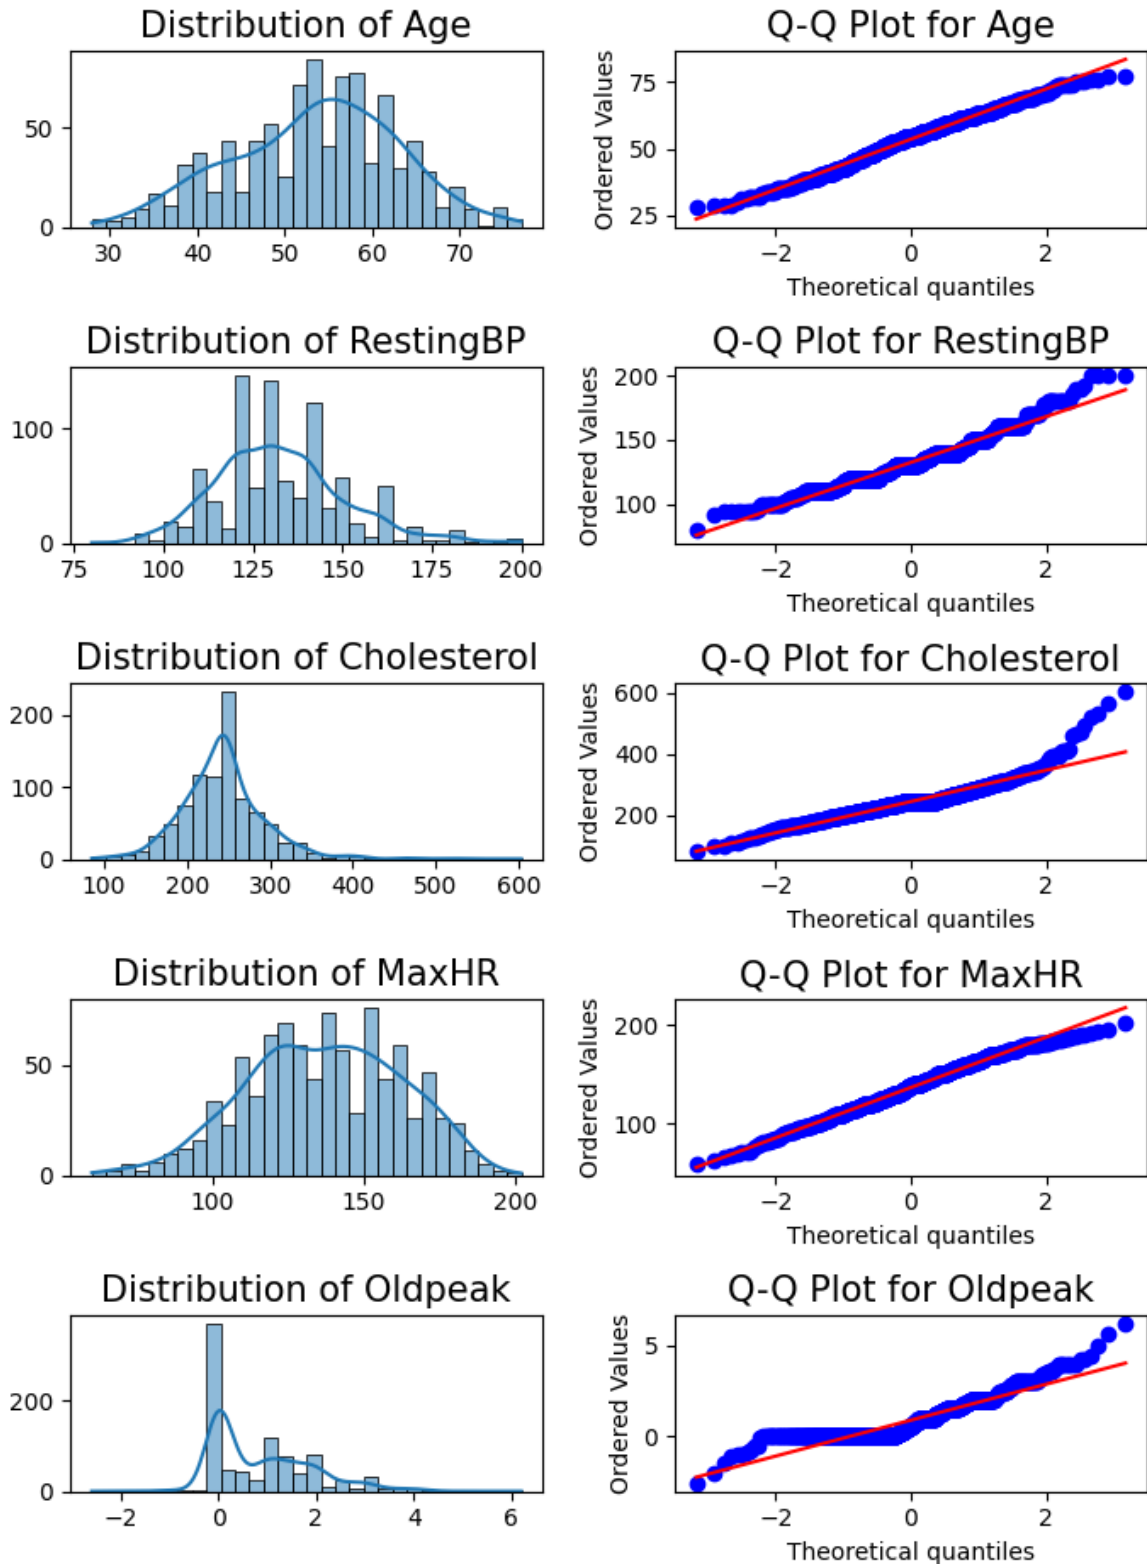 Distribution of Age
Q-Q Plot for Age
50
0
30 40 50 60 70
Ordered Values
75
50
25
−2 0 2
Theoretical quantiles
Distribution of RestingBP
Q-Q Plot for RestingBP
100
0
75 100 125 150 175 200
Ordered Values
200
150
100
−2 0 2
Theoretical quantiles
Distribution of Cholesterol
Q-Q Plot for Cholesterol
200
100
0
100 200 300 400 500 600
Ordered Values
600
400
200
−2 0 2
Theoretical quantiles
Distribution of MaxHR
Q-Q Plot for MaxHR
50
0
100 150 200
Ordered Values
200
100
−2 0 2
Theoretical quantiles
Distribution of Oldpeak
Q-Q Plot for Oldpeak
200
0
−2 0 2 4 6
Ordered Values
5
0
−2 0 2
Theoretical quantiles